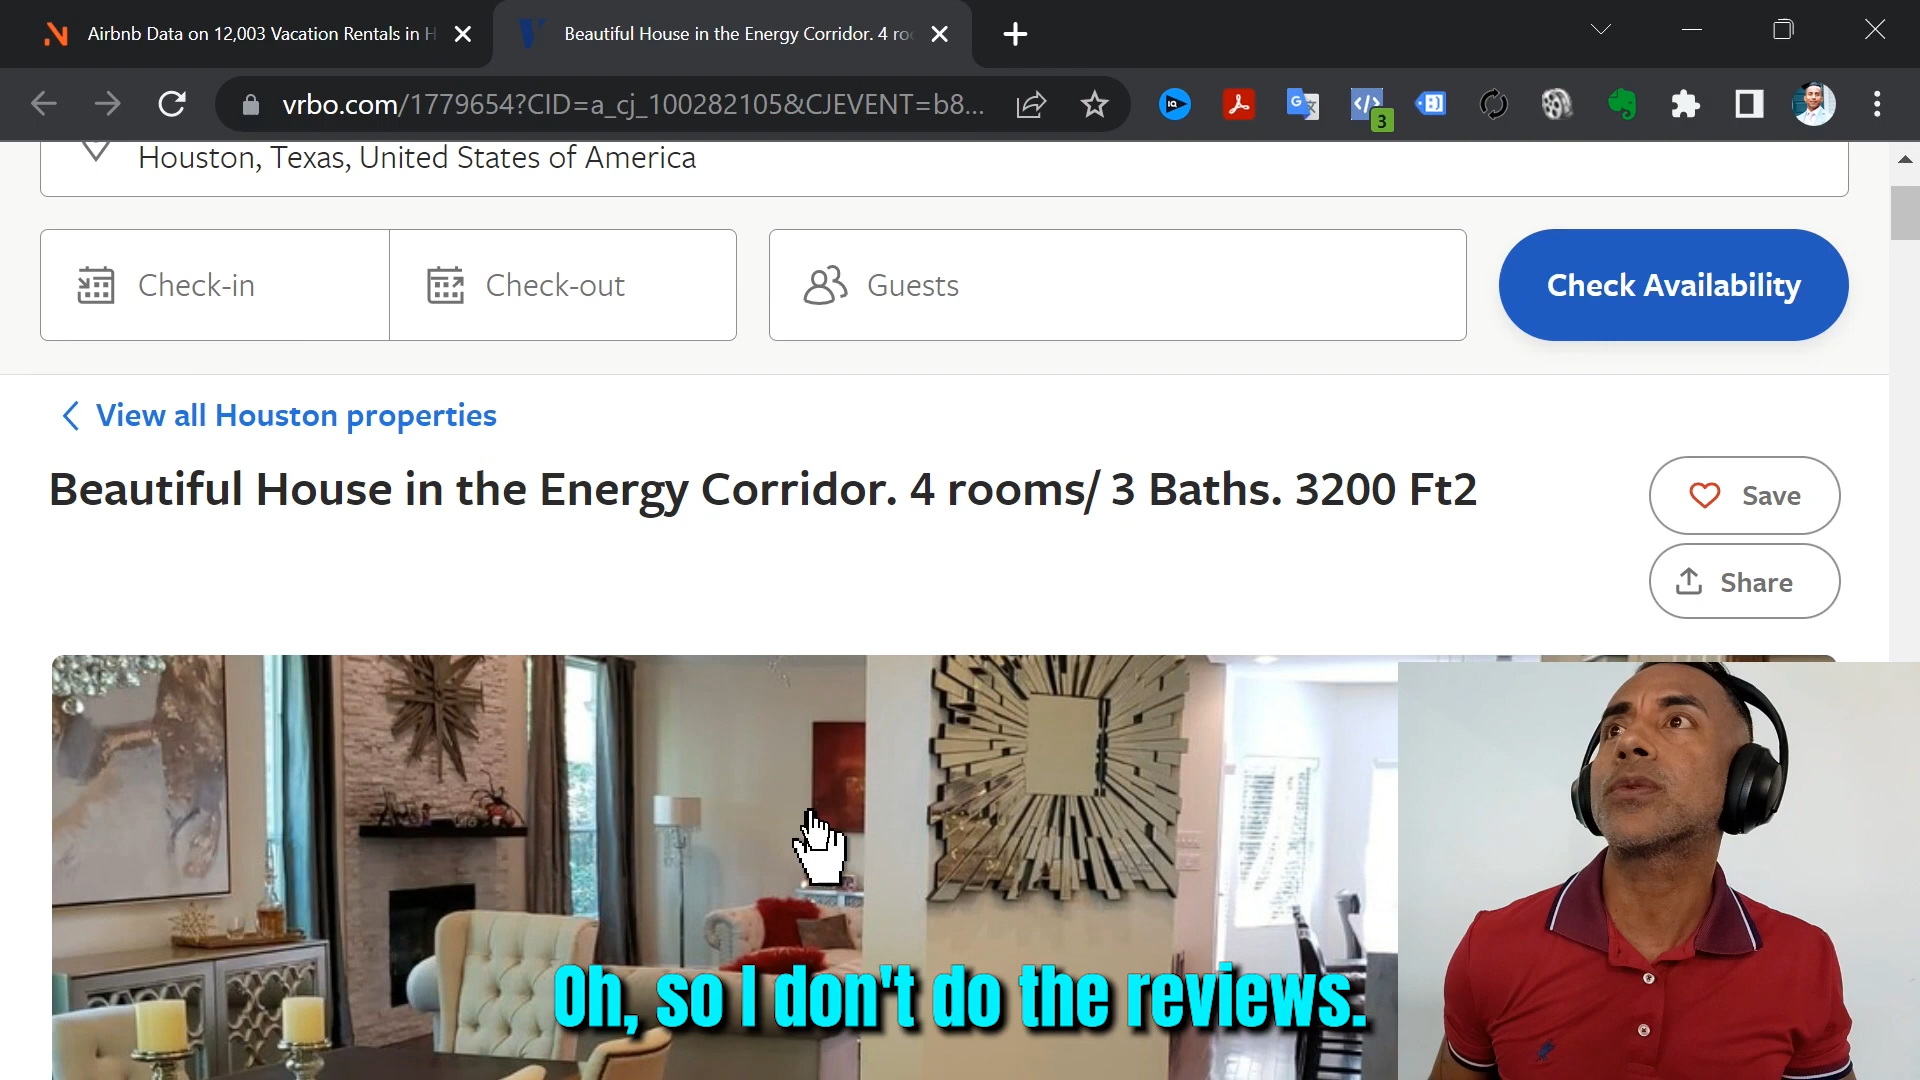 Airbnb Data on 12,003 Vacation Rentals in H
Beautiful House in the Energy Corridor. 4 ro
vrbo.com/1779654?CID=a_cj_100282105&CJEVENT=b8...
3
Houston, Texas, United States of America
Check-in
Check-out
Guests
Check Availability
View all Houston properties
Beautiful House in the Energy Corridor. 4 rooms/ 3 Baths. 3200 Ft2
Save
Share
Oh, so I don't do the reviews.